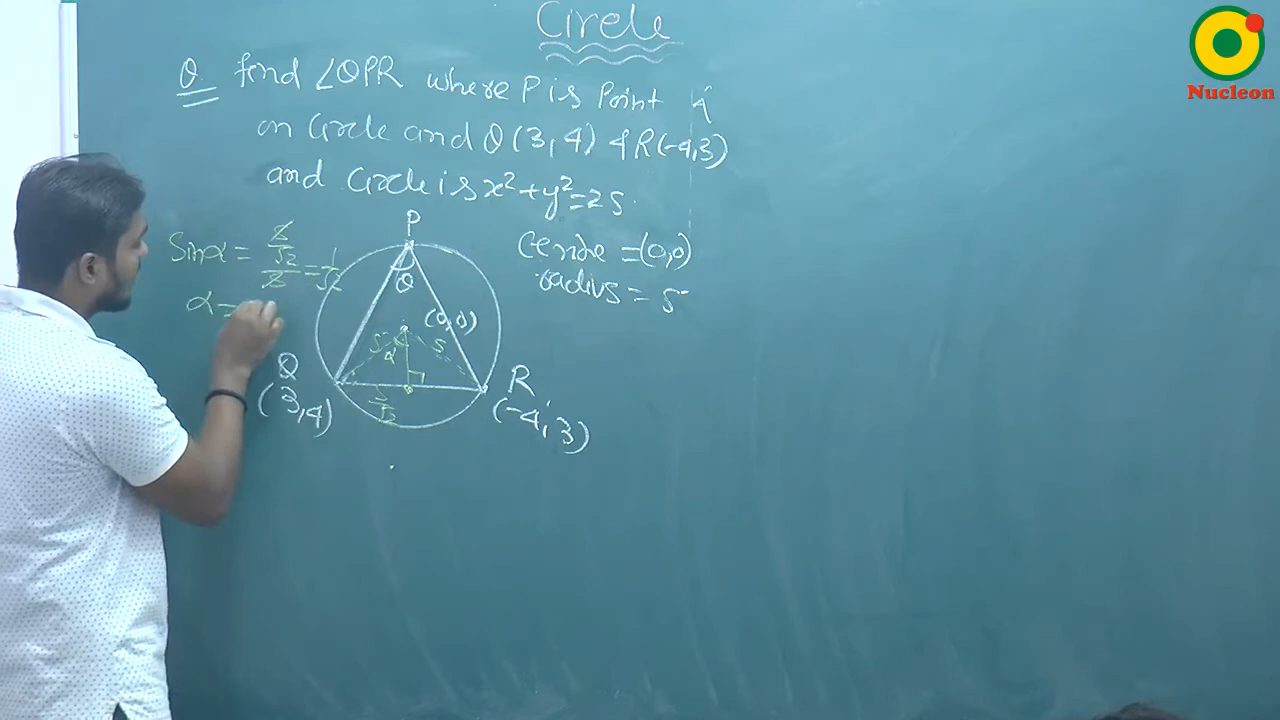 Circle
Nucleon
Q. find ∠QPR where P is Point
on circle and Q(3,4) & R(-4,3)
and Circle is x²+y²=25.
P
Sinα = 5/√2 / 5 = 1/√2
Centre = (0,0)
radius = 5
θ
α =
(0,0)
5
α
5
Q
(3,4)
5/√2
R
(-4,3)